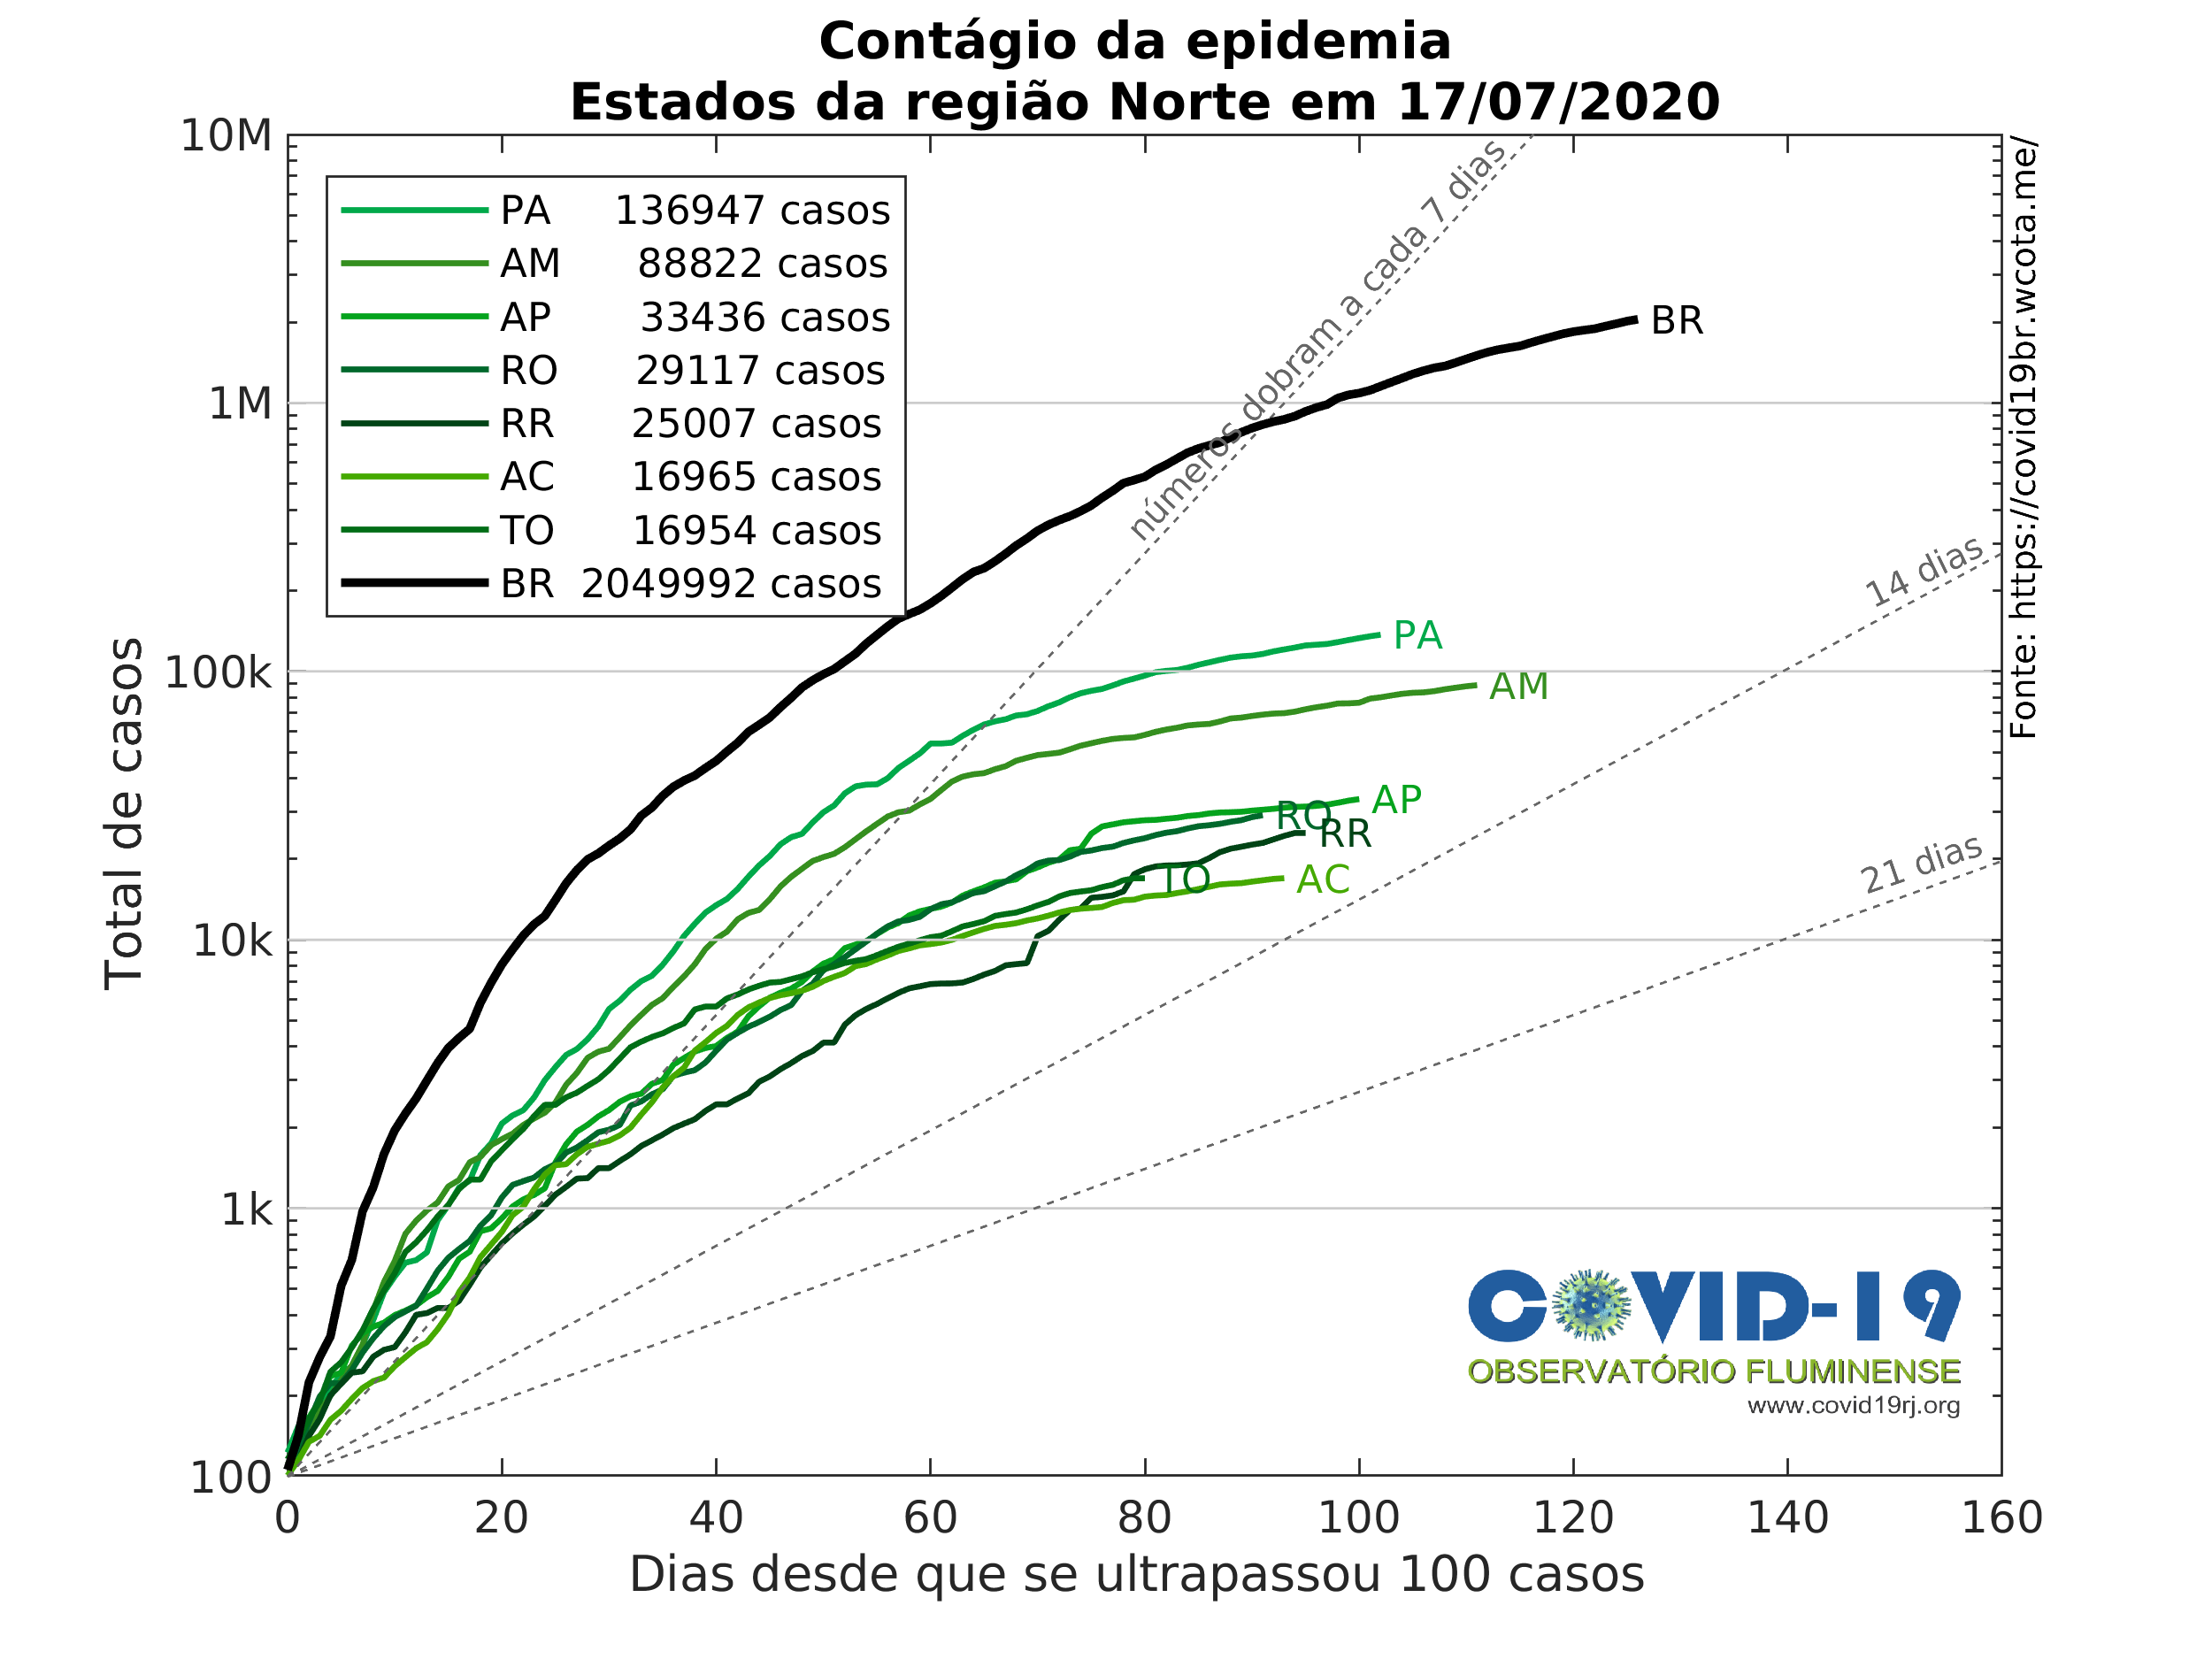 Contágio da epidemia
Estados da região Norte em 17/07/2020
10M
1M
100k
10k
1k
100
Total de casos
PA 136947 casos
AM 88822 casos
AP 33436 casos
RO 29117 casos
RR 25007 casos
AC 16965 casos
TO 16954 casos
BR 2049992 casos
números dobram a cada 7 dias
14 dias
21 dias
BR
PA
AM
AP
RO
RR
TO
AC
Fonte: https://covid19br.wcota.me/
COVID-19
OBSERVATÓRIO FLUMINENSE
www.covid19rj.org
0 20 40 60 80 100 120 140 160
Dias desde que se ultrapassou 100 casos